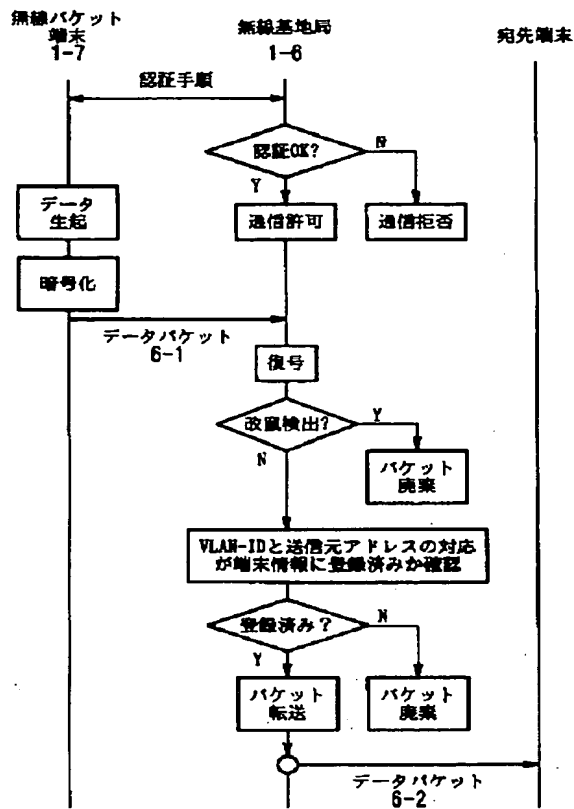 無線パケット
端末
1-7
無線基地局
1-6
宛先端末
認証手順
認証OK?
N
Y
データ
生起
通信許可
通信拒否
暗号化
データパケット
6-1
復号
改竄検出?
Y
N
パケット
廃棄
VLAN-IDと送信元アドレスの対応
が端末情報に登録済みか確認
登録済み?
N
Y
パケット
転送
パケット
廃棄
データパケット
6-2